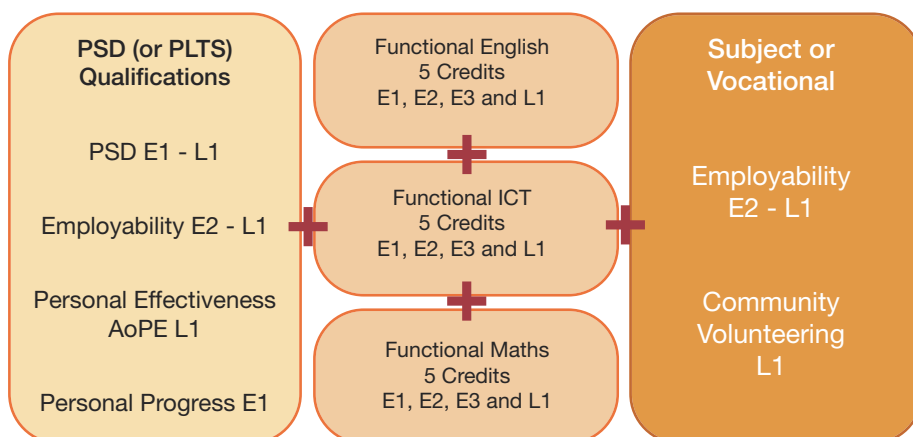 PSD (or PLTS)
Qualifications
PSD E1 - L1
Employability E2 - L1
Personal Effectiveness
AoPE L1
Personal Progress E1
Functional English
5 Credits
E1, E2, E3 and L1
Functional ICT
5 Credits
E1, E2, E3 and L1
Functional Maths
5 Credits
E1, E2, E3 and L1
Subject or
Vocational
Employability
E2 - L1
Community
Volunteering
L1